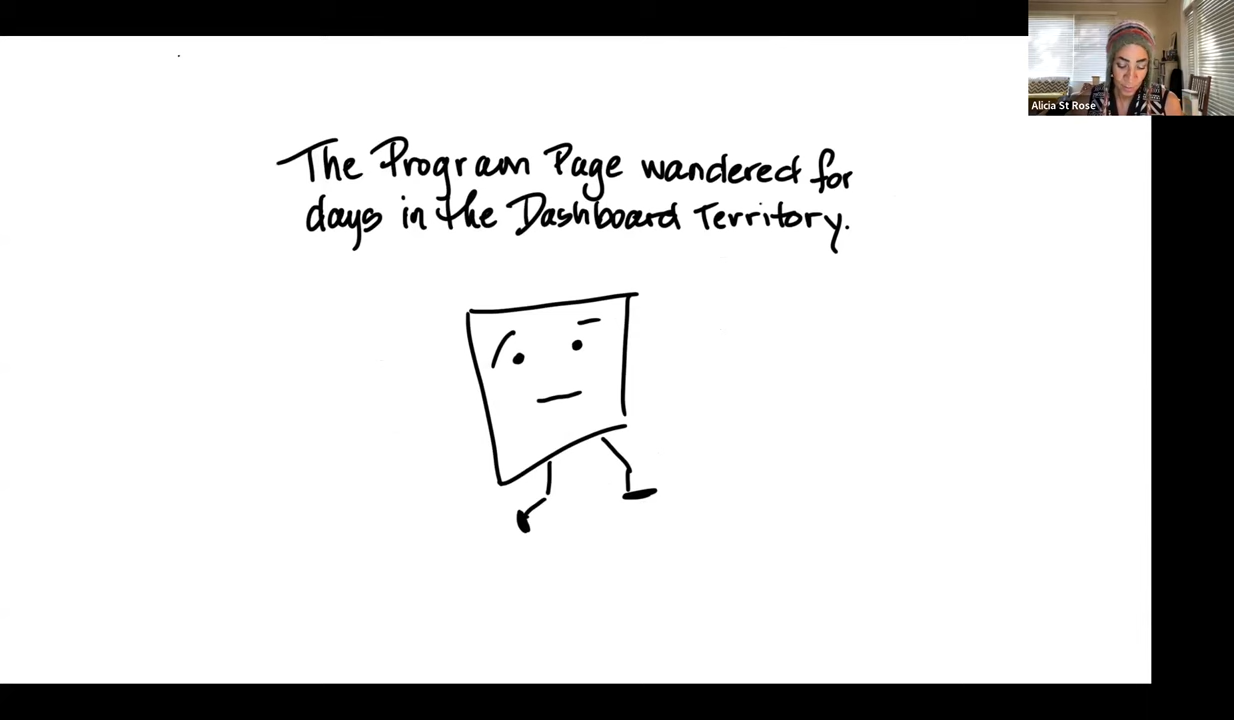 Alicia St Rose
The Program Page wandered for
days in the Dashboard Territory.